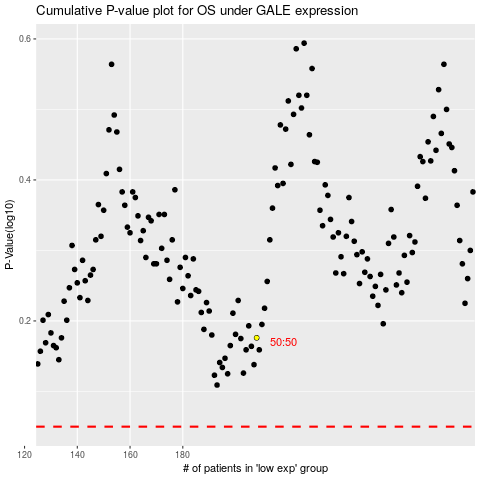 Cumulative P-value plot for OS under GALE expression
0.6
0.4
0.2
P-Value(log10)
50:50
120 140 160 180
# of patients in 'low exp' group